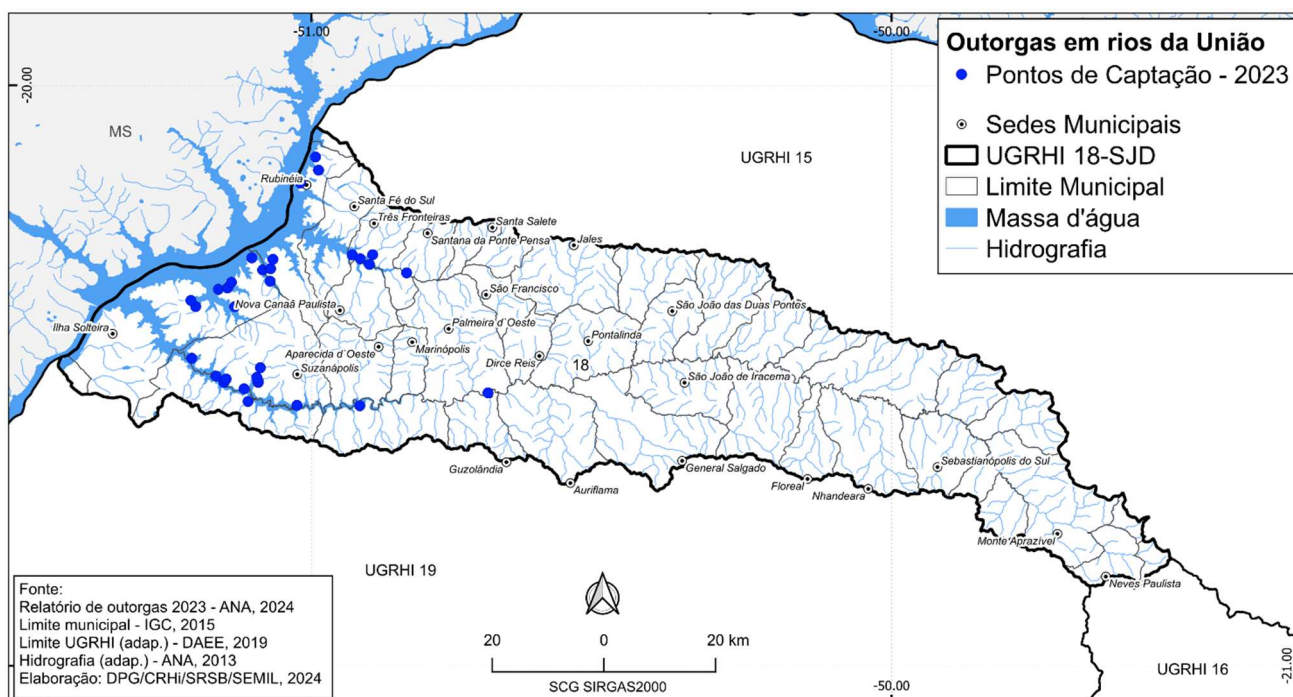 -51.00
-50.00
-20.00
Outorgas em rios da União
Pontos de Captação - 2023
Sedes Municipais
UGRHI 18-SJD
Limite Municipal
Massa d'água
Hidrografia
MS
UGRHI 15
Rubinéia
Santa Fé do Sul
Três Fronteiras
Santa Salete
Santana da Ponte Pensa
Jales
São Francisco
Nova Canaã Paulista
São João das Duas Pontes
Ilha Solteira
Palmeira d'Oeste
Pontalinda
Aparecida d'Oeste
Marinópolis
Dirce Reis
18
Suzanápolis
São João de Iracema
Guzolândia
General Salgado
Sebastianópolis do Sul
Auriflama
Floreal
Nhandeara
Monte Aprazível
UGRHI 19
Neves Paulista
Fonte:
Relatório de outorgas 2023 - ANA, 2024
Limite municipal - IGC, 2015
Limite UGRHI (adap.) - DAEE, 2019
Hidrografia (adap.) - ANA, 2013
Elaboração: DPG/CRHi/SRSB/SEMIL, 2024
20 0 20 km
SCG SIRGAS2000
-51.00
-50.00
UGRHI 16
-21.00